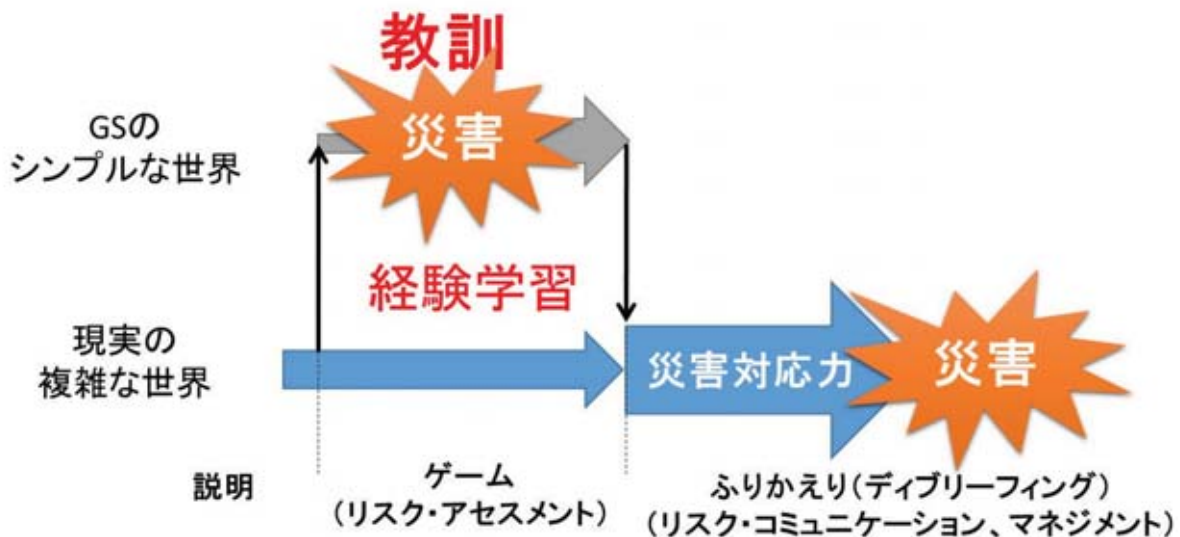 教訓
GSの
シンプルな世界
災害
経験学習
現実の
複雑な世界
災害対応力
災害
説明
ゲーム
(リスク・アセスメント)
ふりかえり(ディブリーフィング)
(リスク・コミュニケーション、マネジメント)